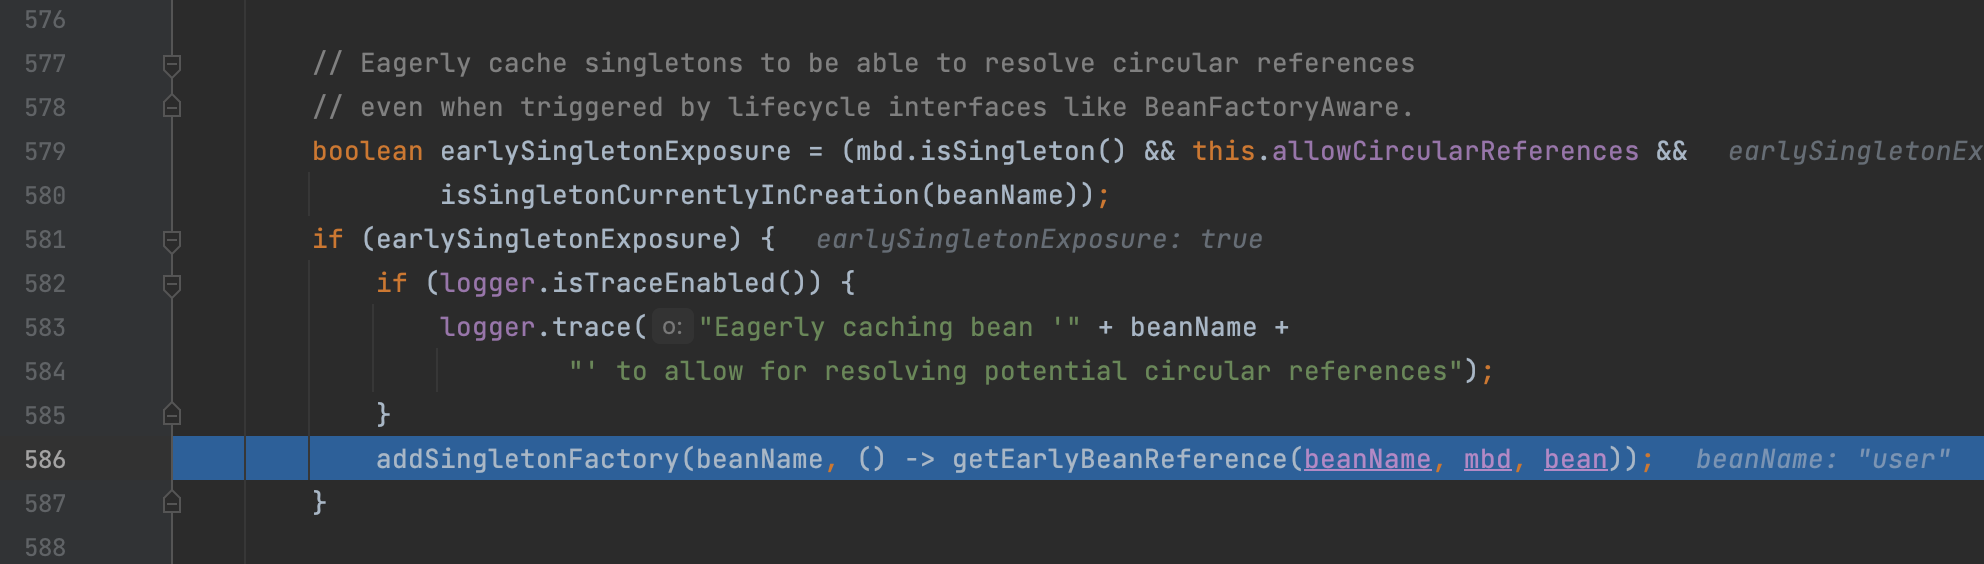 576
577 // Eagerly cache singletons to be able to resolve circular references
578 // even when triggered by lifecycle interfaces like BeanFactoryAware.
579 boolean earlySingletonExposure = (mbd.isSingleton() && this.allowCircularReferences && earlySingletonEx
580 isSingletonCurrentlyInCreation(beanName));
581 if (earlySingletonExposure) { earlySingletonExposure: true
582 if (logger.isTraceEnabled()) {
583 logger.trace( o: "Eagerly caching bean '" + beanName +
584 "' to allow for resolving potential circular references");
585 }
586 addSingletonFactory(beanName, () -> getEarlyBeanReference(beanName, mbd, bean)); beanName: "user"
587 }
588